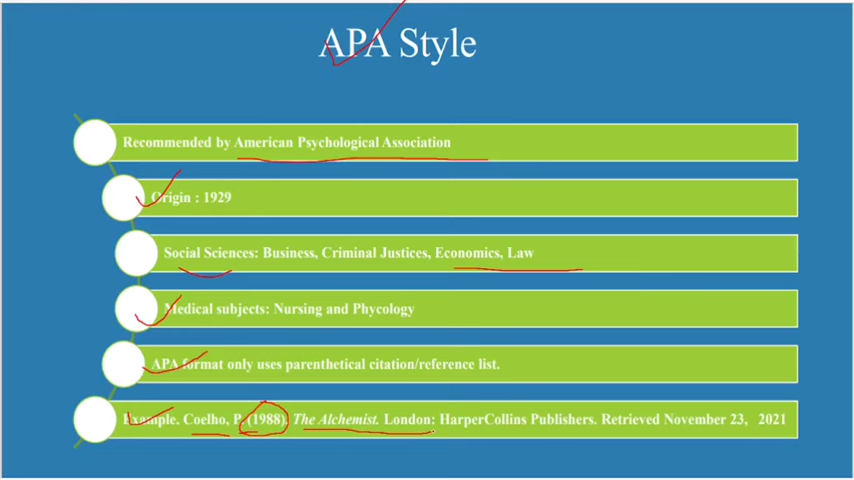 APA Style
Recommended by American Psychological Association
Origin : 1929
Social Sciences: Business, Criminal Justices, Economics, Law
Medical subjects: Nursing and Phycology
APA format only uses parenthetical citation/reference list.
Example. Coelho, P. (1988). The Alchemist. London: HarperCollins Publishers. Retrieved November 23, 2021